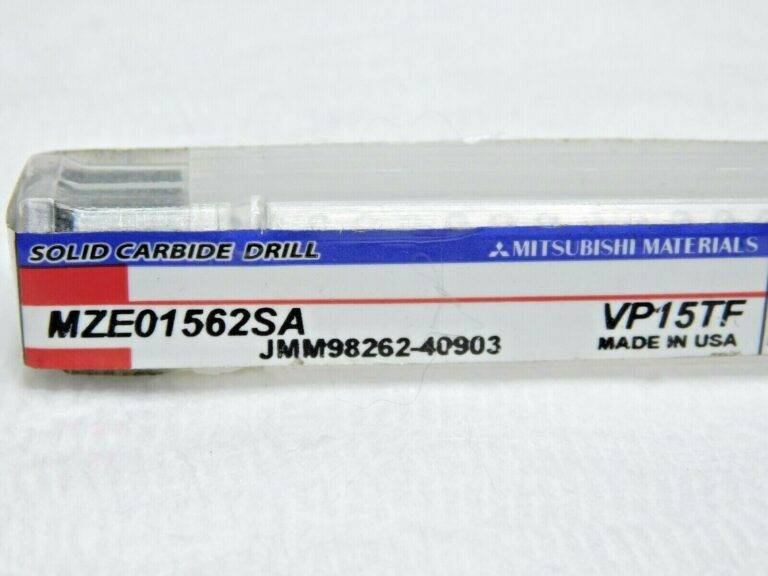 SOLID CARBIDE DRILL MITSUBISHI MATERIALS
MZE01562SA VP15TF
JMM98262-40903 MADE IN USA